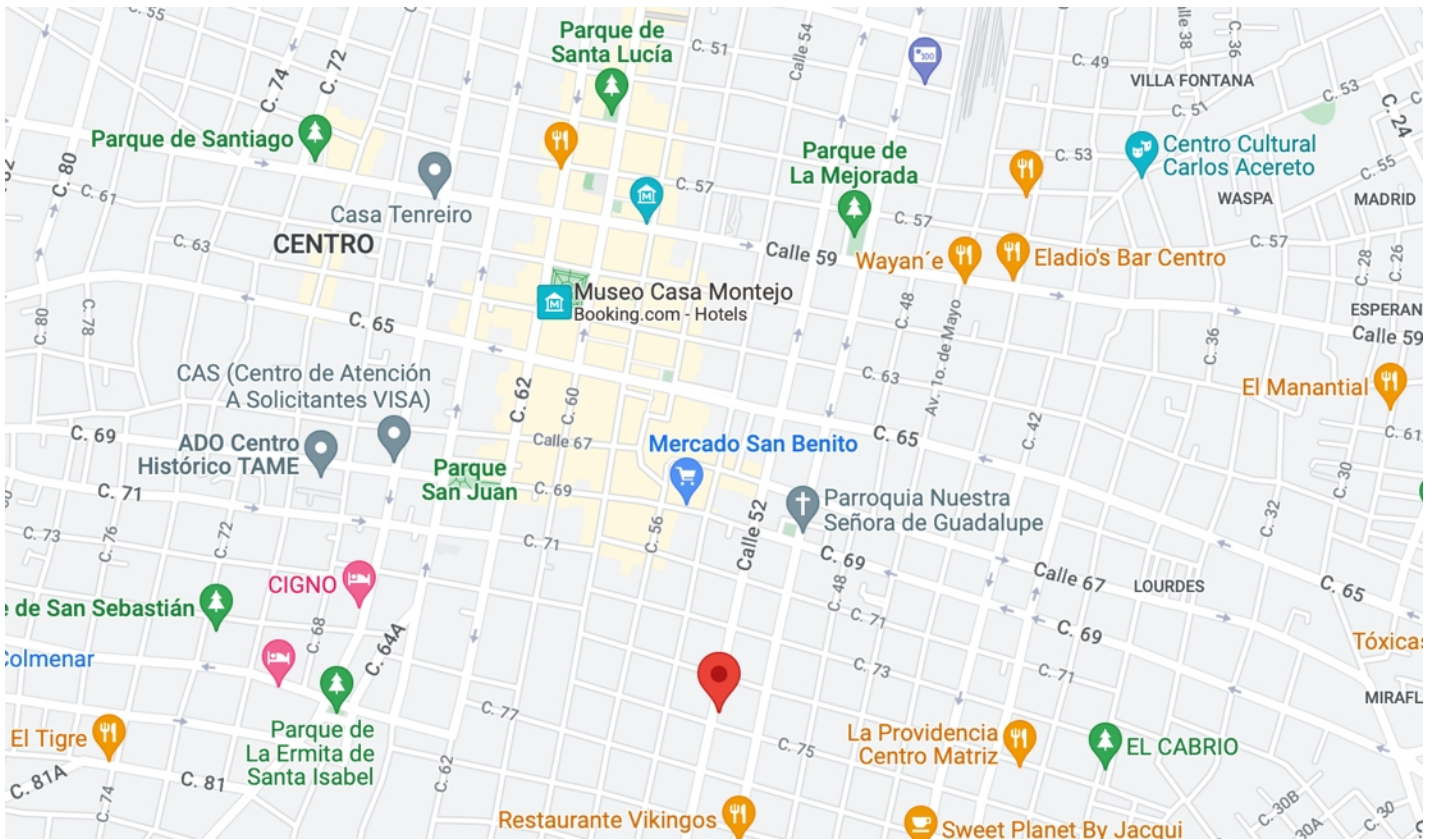 C. 55
C. 74
C. 72
Parque de
Santa Lucía
C. 51
Calle 54
300
lle 38
C. 36
C. 49
VILLA FONTANA
C. 51
C. 53
C. 24
Parque de Santiago
C. 80
C. 61
Casa Tenreiro
C. 57
Parque de
La Mejorada
C. 53
Centro Cultural
Carlos Acereto
C. 55
WASPA
MADRID
C. 63
CENTRO
Calle 59
C. 57
Wayan´e
Eladio's Bar Centro
C. 57
C. 28
C. 26
Museo Casa Montejo
Booking.com - Hotels
C. 80
C. 78
C. 65
C. 48
Av. 1o. de Mayo
C. 36
ESPERAN
Calle 59
CAS (Centro de Atención
A Solicitantes VISA)
C. 62
C. 60
C. 63
El Manantial
C. 69
ADO Centro
Histórico TAME
Calle 67
Mercado San Benito
C. 65
C. 42
C. 61
C. 71
Parque
San Juan
C. 69
C. 56
Calle 52
Parroquia Nuestra
Señora de Guadalupe
C. 30
C. 32
C. 73
C. 76
C. 72
C. 71
C. 69
Calle 67
LOURDES
C. 65
CIGNO
e de San Sebastián
C. 68
C. 64A
C. 48
C. 71
C. 69
Tóxicas
Colmenar
C. 73
C. 71
MIRAFL
El Tigre
Parque de
La Ermita de
Santa Isabel
C. 77
C. 75
La Providencia
Centro Matriz
EL CABRIO
C. 81A
C. 74
C. 81
C. 62
Restaurante Vikingos
Sweet Planet By Jacqui
C. 30B
C. 30
30A